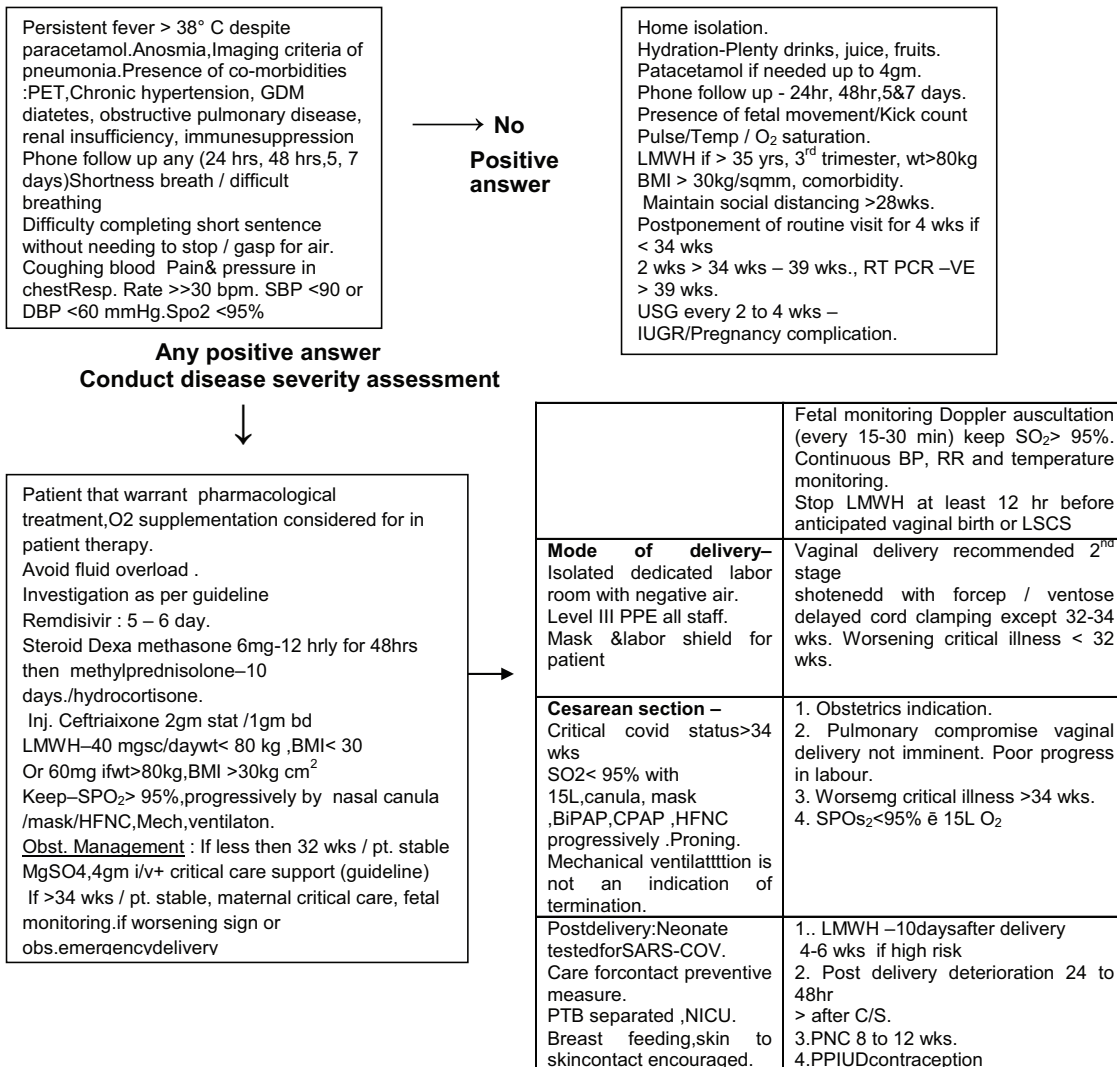 Persistent fever > 38° C despite
paracetamol.Anosmia,Imaging criteria of
pneumonia.Presence of co-morbidities
:PET,Chronic hypertension, GDM
diatetes, obstructive pulmonary disease,
renal insufficiency, immunesuppression
Phone follow up any (24 hrs, 48 hrs,5, 7
days)Shortness breath / difficult
breathing
Difficulty completing short sentence
without needing to stop / gasp for air.
Coughing blood Pain& pressure in
chestResp. Rate >>30 bpm. SBP <90 or
DBP <60 mmHg.Spo2 <95%
→ No
Positive
answer
Home isolation.
Hydration-Plenty drinks, juice, fruits.
Patacetamol if needed up to 4gm.
Phone follow up - 24hr, 48hr,5&7 days.
Presence of fetal movement/Kick count
Pulse/Temp / O₂ saturation.
LMWH if > 35 yrs, 3rd trimester, wt>80kg
BMI > 30kg/sqmm, comorbidity.
Maintain social distancing >28wks.
Postponement of routine visit for 4 wks if
< 34 wks
2 wks > 34 wks – 39 wks., RT PCR –VE
> 39 wks.
USG every 2 to 4 wks –
IUGR/Pregnancy complication.
Any positive answer
Conduct disease severity assessment
↓
Patient that warrant pharmacological
treatment,O2 supplementation considered for in
patient therapy.
Avoid fluid overload .
Investigation as per guideline
Remdisivir : 5 – 6 day.
Steroid Dexa methasone 6mg-12 hrly for 48hrs
then methylprednisolone–10
days./hydrocortisone.
Inj. Ceftriaixone 2gm stat /1gm bd
LMWH–40 mgsc/daywt< 80 kg ,BMI< 30
Or 60mg ifwt>80kg,BMI >30kg cm²
Keep–SPO₂> 95%,progressively by nasal canula
/mask/HFNC,Mech,ventilaton.
Obst. Management : If less then 32 wks / pt. stable
MgSO4,4gm i/v+ critical care support (guideline)
If >34 wks / pt. stable, maternal critical care, fetal
monitoring.if worsening sign or
obs.emergencydelivery
Fetal monitoring Doppler auscultation
(every 15-30 min) keep SO₂> 95%.
Continuous BP, RR and temperature
monitoring.
Stop LMWH at least 12 hr before
anticipated vaginal birth or LSCS
Mode of delivery–
Isolated dedicated labor
room with negative air.
Level III PPE all staff.
Mask &labor shield for
patient
Vaginal delivery recommended 2nd
stage
shotenedd with forcep / ventose
delayed cord clamping except 32-34
wks. Worsening critical illness < 32
wks.
Cesarean section –
Critical covid status>34
wks
SO2< 95% with
15L,canula, mask
,BiPAP,CPAP ,HFNC
progressively .Proning.
Mechanical ventilattttion is
not an indication of
termination.
1. Obstetrics indication.
2. Pulmonary compromise vaginal
delivery not imminent. Poor progress
in labour.
3. Worsemg critical illness >34 wks.
4. SPOs₂<95% ē 15L O₂
Postdelivery:Neonate
testedforSARS-COV.
Care forcontact preventive
measure.
PTB separated ,NICU.
Breast feeding,skin to
skincontact encouraged.
1.. LMWH –10daysafter delivery
4-6 wks if high risk
2. Post delivery deterioration 24 to
48hr
> after C/S.
3.PNC 8 to 12 wks.
4.PPIUDcontraception